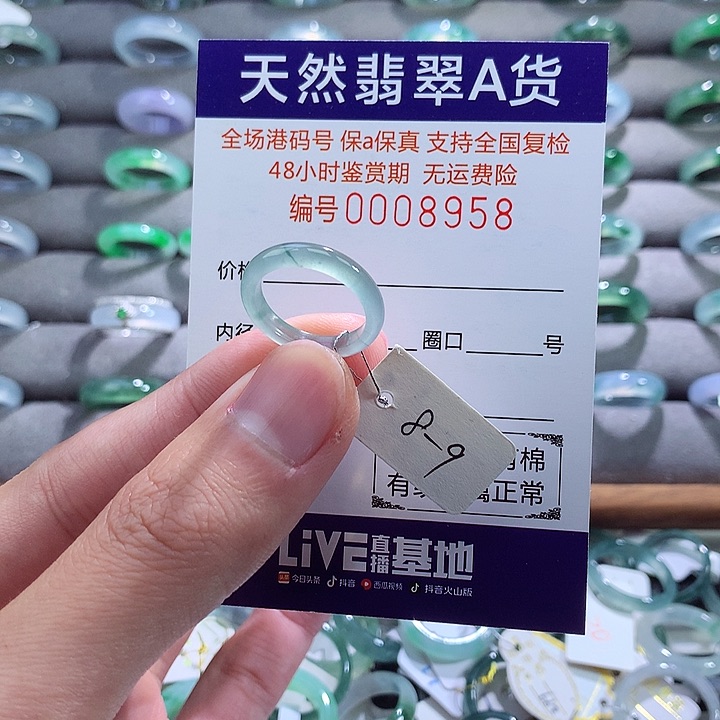 天然翡翠A货
全场港码号 保a保真 支持全国复检
48小时鉴赏期 无运费险
编号0008958
价格
内径 圈口 号
8-9
有棉
有 正常
LiVE直播基地
头条 今日头条 抖音 西瓜视频 抖音火山版